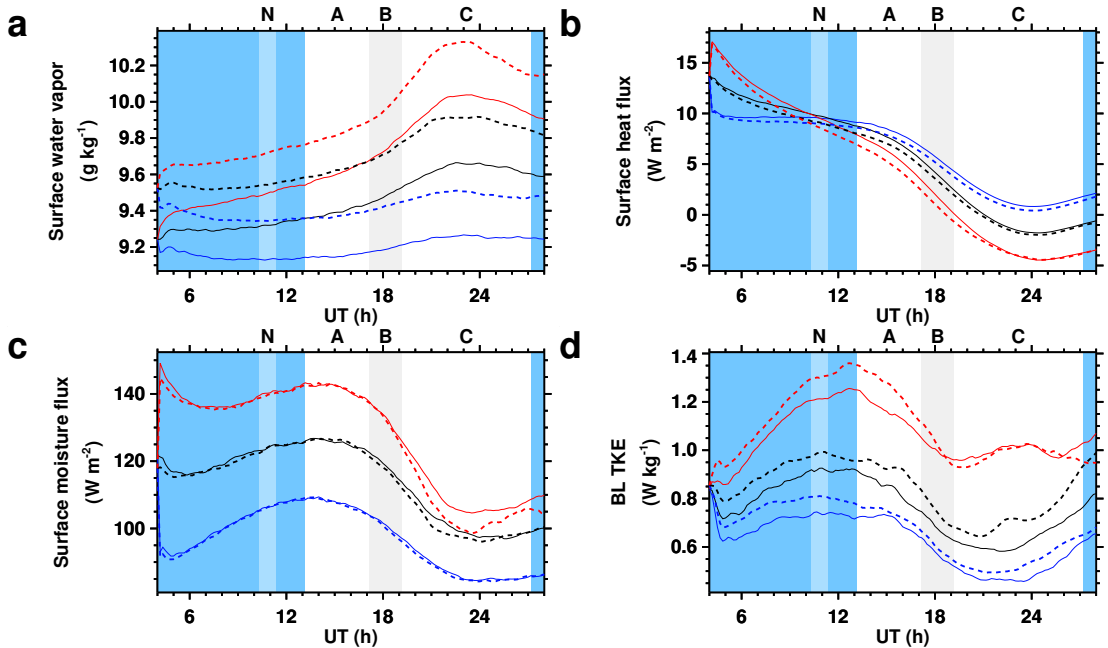 a
N A B C
Surface water vapor
(g kg-1)
10.2
10.0
9.8
9.6
9.4
9.2
6 12 18 24
UT (h)
b
N A B C
Surface heat flux
(W m-2)
15
10
5
0
-5
6 12 18 24
UT (h)
c
N A B C
Surface moisture flux
(W m-2)
140
120
100
6 12 18 24
UT (h)
d
N A B C
BL TKE
(W kg-1)
1.4
1.2
1.0
0.8
0.6
6 12 18 24
UT (h)